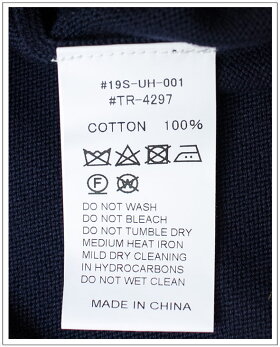 #19S-UH-001
#TR-4297
COTTON 100%
F W
DO NOT WASH
DO NOT BLEACH
DO NOT TUMBLE DRY
MEDIUM HEAT IRON
MILD DRY CLEANING
IN HYDROCARBONS
DO NOT WET CLEAN
MADE IN CHINA